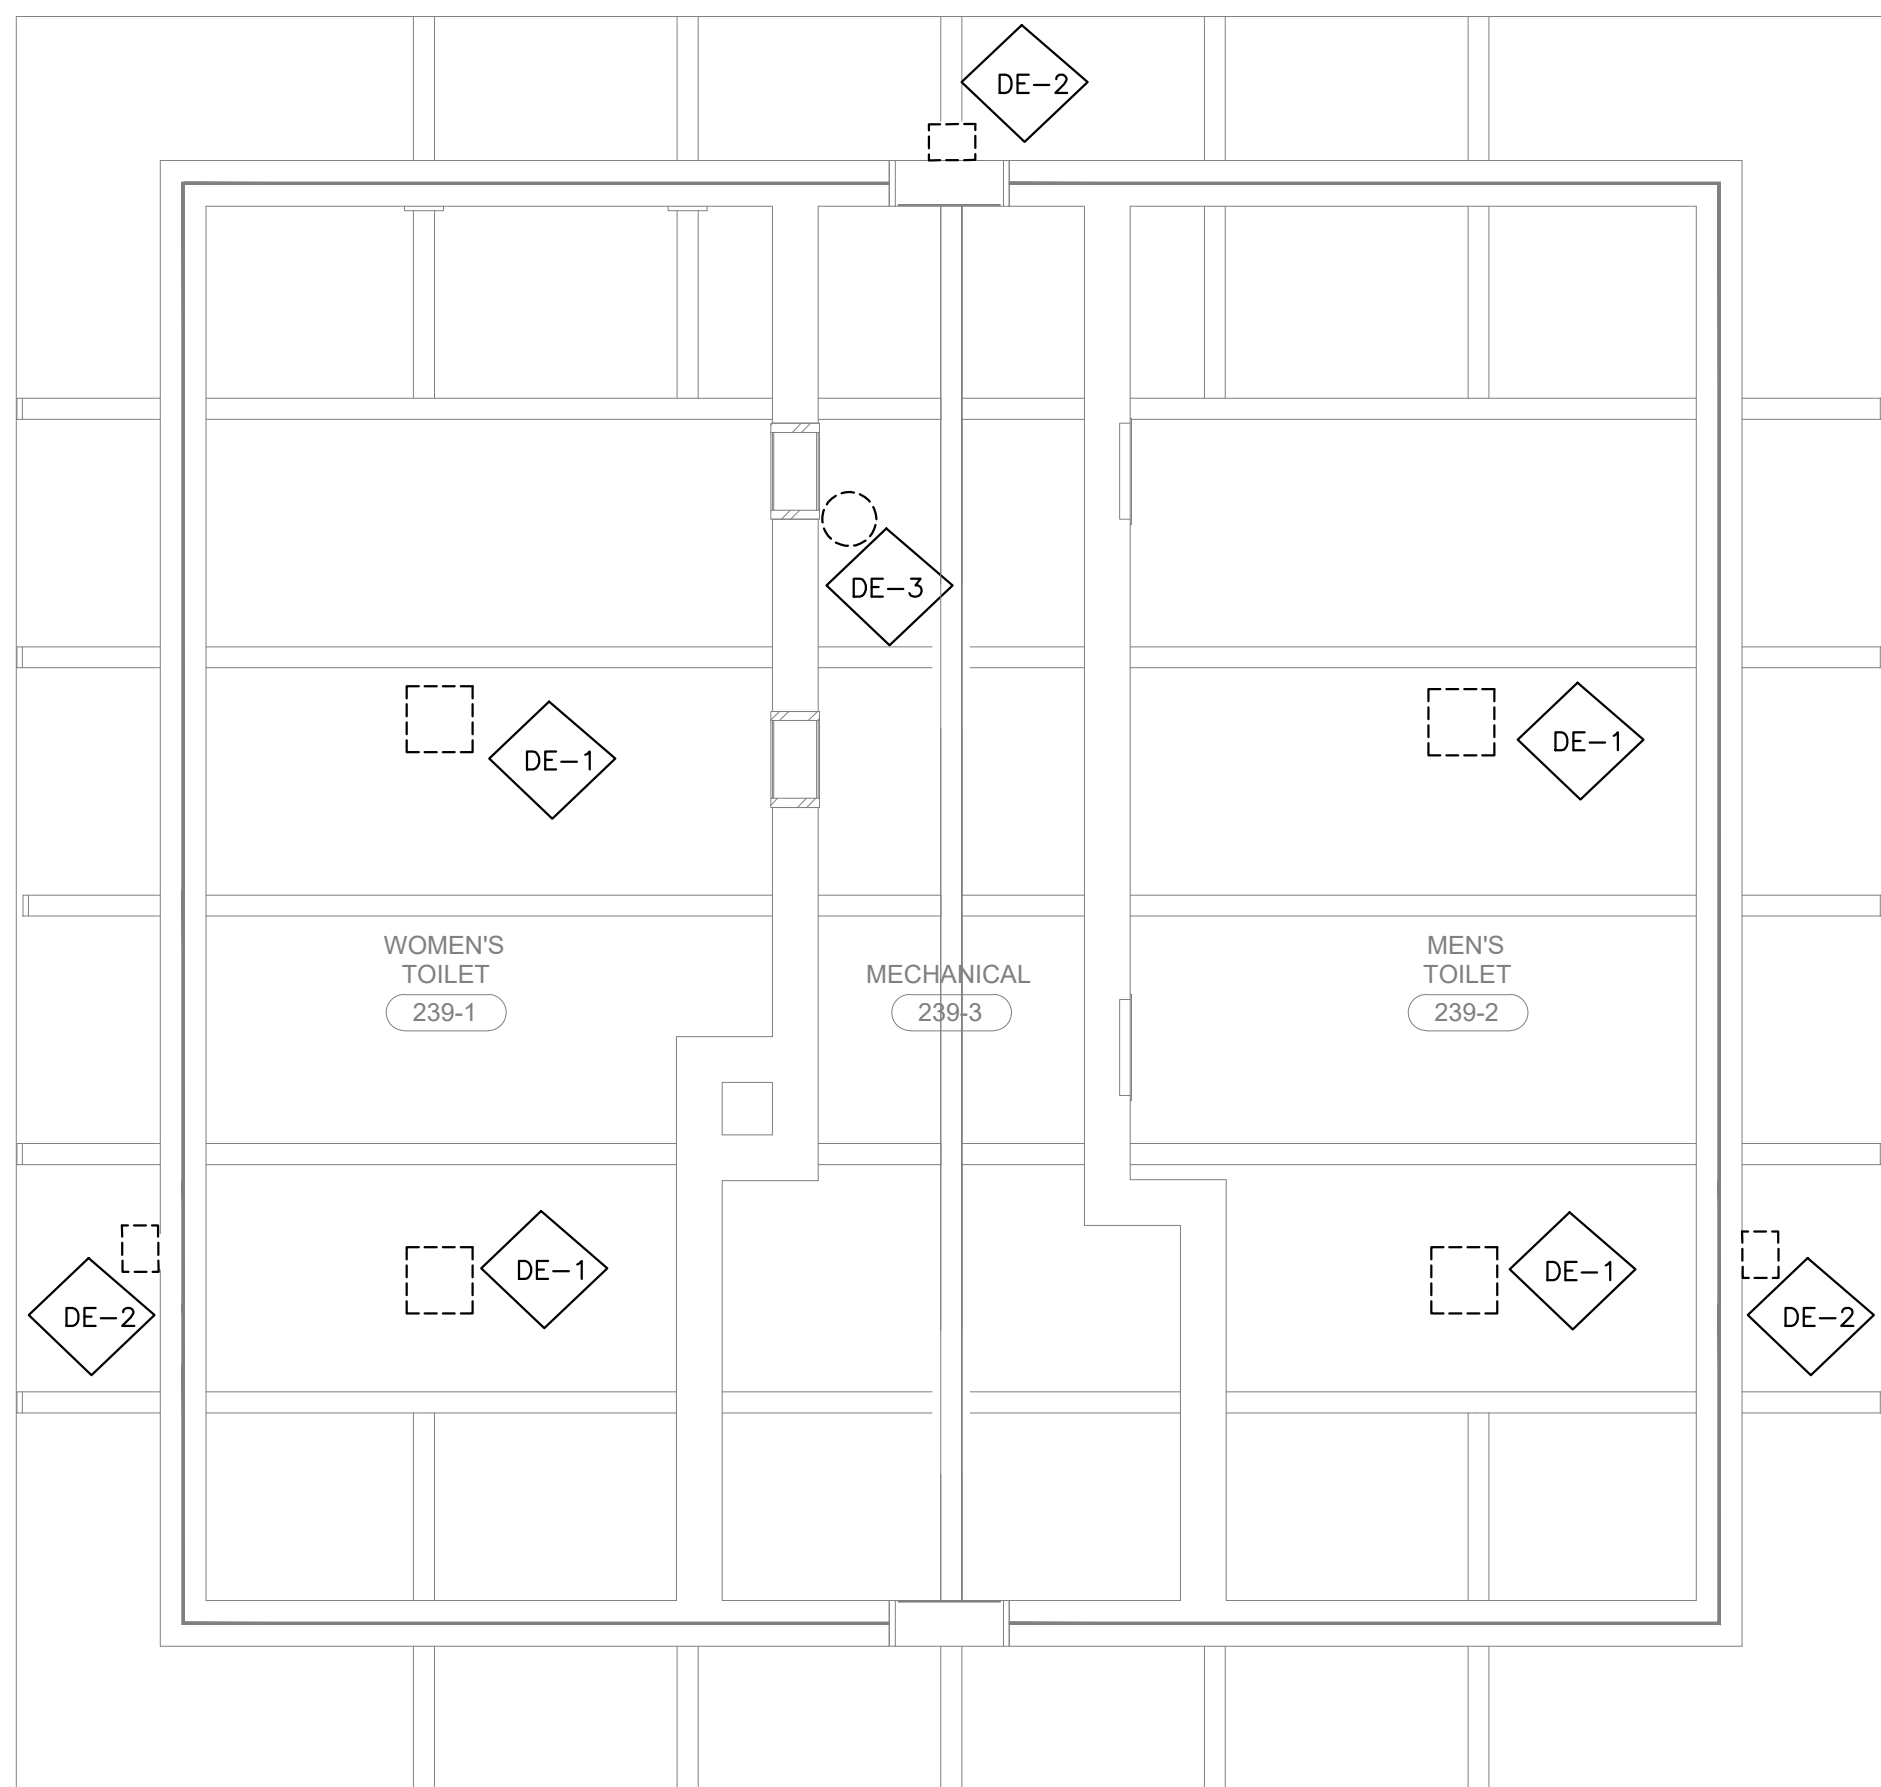 DE-2
DE-3
DE-1
DE-1
WOMEN'S
TOILET
239-1
MECHANICAL
239-3
MEN'S
TOILET
239-2
DE-1
DE-1
DE-2
DE-2